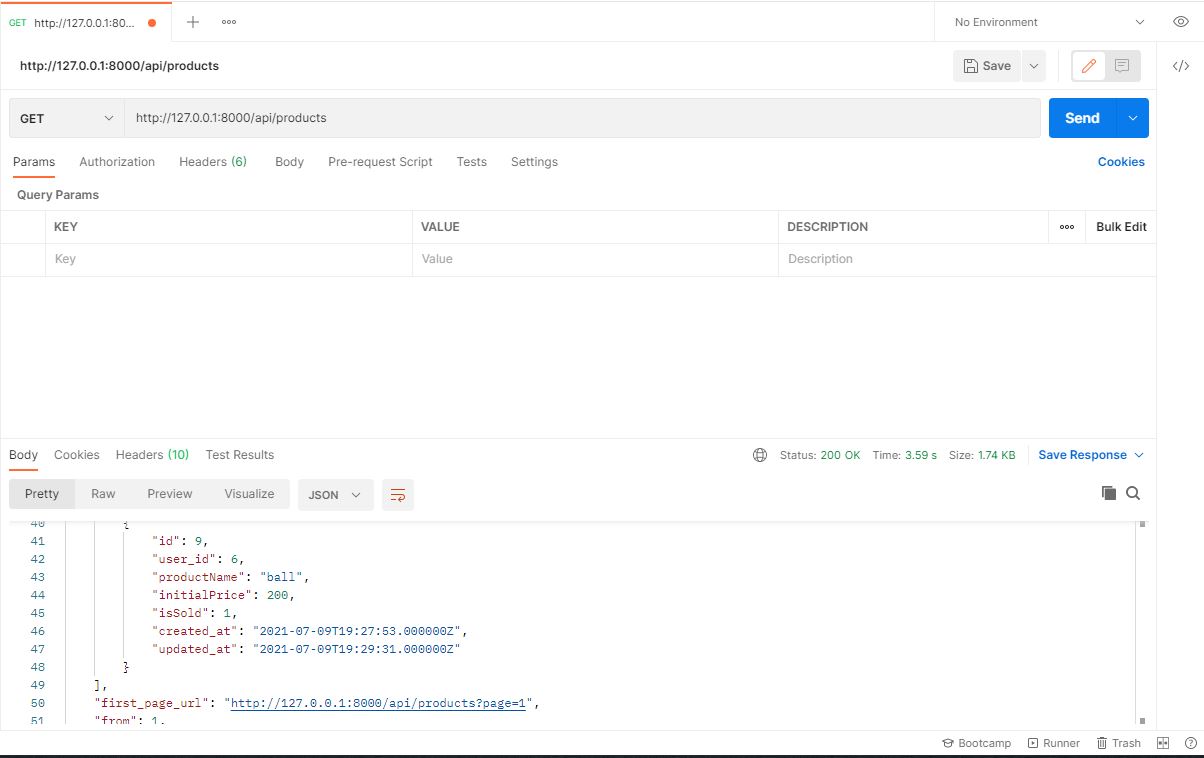 GET http://127.0.0.1:80... No Environment
http://127.0.0.1:8000/api/products Save
GET http://127.0.0.1:8000/api/products Send
Params Authorization Headers (6) Body Pre-request Script Tests Settings Cookies
Query Params
KEY VALUE DESCRIPTION Bulk Edit
Key Value Description
Body Cookies Headers (10) Test Results Status: 200 OK Time: 3.59 s Size: 1.74 KB Save Response
Pretty Raw Preview Visualize JSON
40 {
41 "id": 9,
42 "user_id": 6,
43 "productName": "ball",
44 "initialPrice": 200,
45 "isSold": 1,
46 "created_at": "2021-07-09T19:27:53.000000Z",
47 "updated_at": "2021-07-09T19:29:31.000000Z"
48 }
49 ],
50 "first_page_url": "http://127.0.0.1:8000/api/products?page=1",
51 "from": 1,
Bootcamp Runner Trash